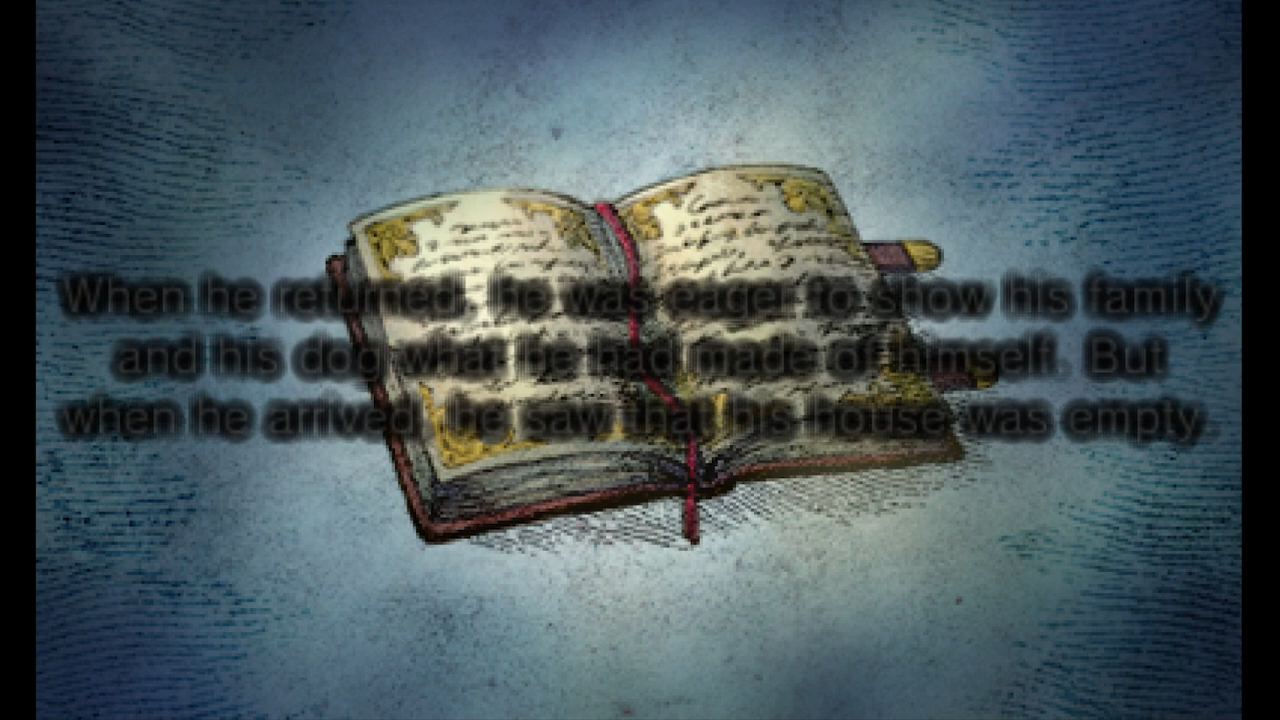 When he returned, he was eager to show his family
and his dog what he had made of himself. But
when he arrived, he saw that his house was empty